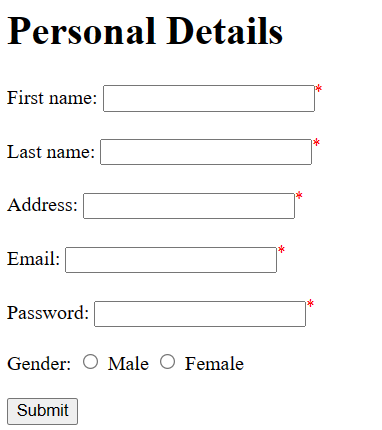 Personal Details
First name: *
Last name: *
Address: *
Email: *
Password: *
Gender: Male Female
Submit